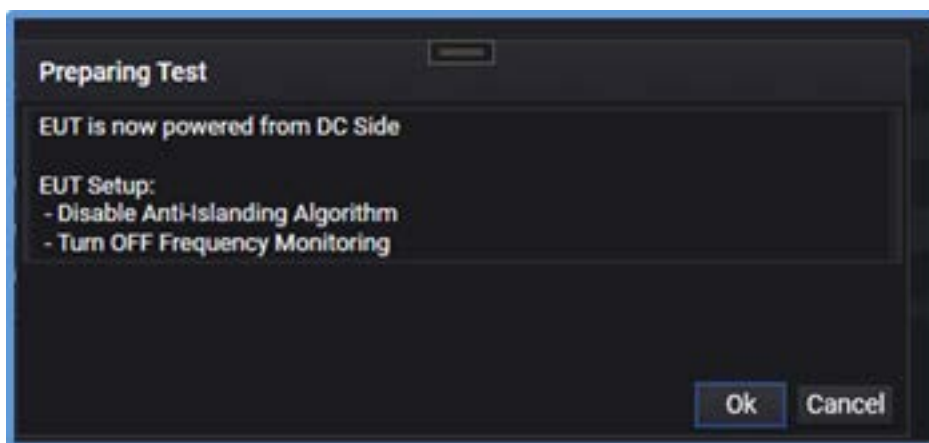 Preparing Test
EUT is now powered from DC Side
EUT Setup:
- Disable Anti-Islanding Algorithm
- Turn OFF Frequency Monitoring
Ok
Cancel